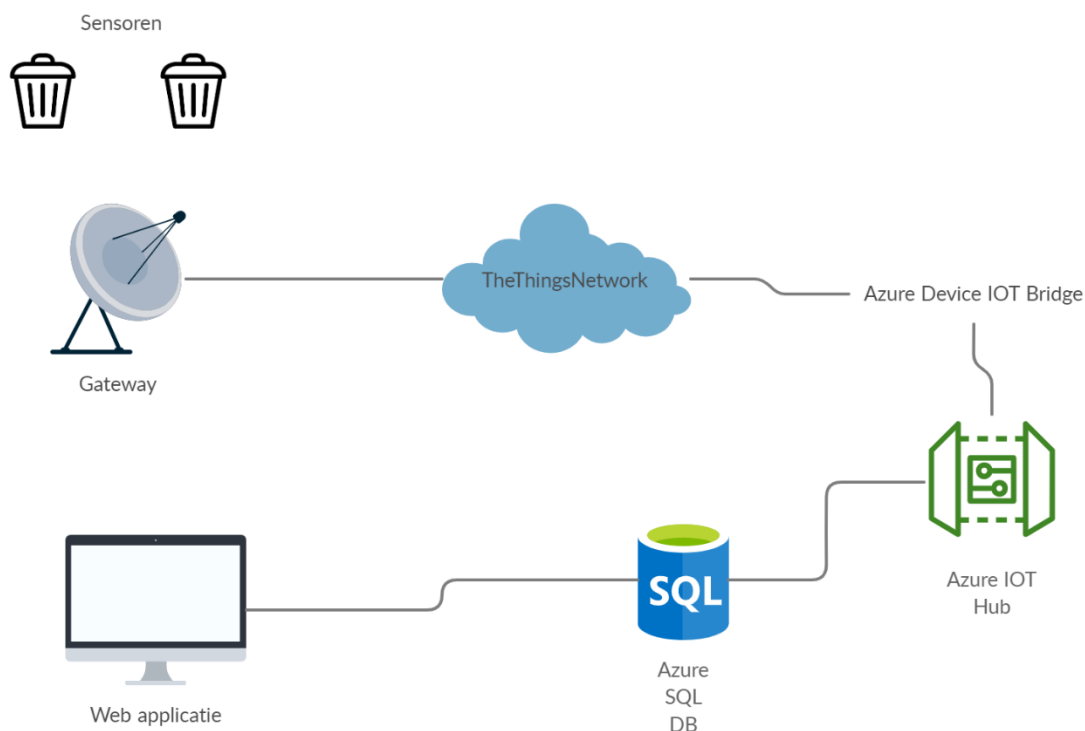 Sensoren
TheThingsNetwork
Azure Device IOT Bridge
Gateway
SQL
Azure IOT
Hub
Azure
SQL
DB
Web applicatie